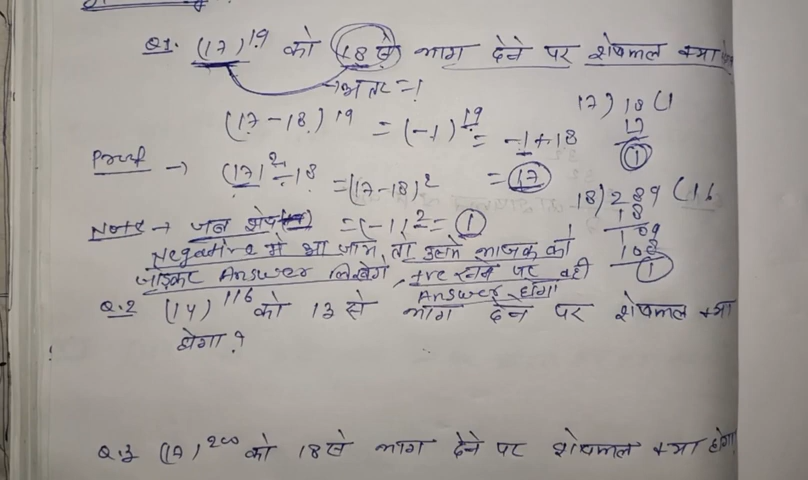 Q1. (17)^19 को 18 से भाग देने पर शेषफल क्या
→ अन्तर = 1
(17-18)^19 = (-1)^19 = -1+18
= 17
17) 18 (1
17
1
Proof → (17)^2 ÷ 18 = (17-18)^2
= (-1)^2 = 1
18) 289 (16
18
109
108
1
Note → जब शेष
Negative में आ जाये तो उसमे भाजक को
जोड़कर Answer लिखेंगे, +ve रहने पर वही
Answer होगा
Q.2 (14)^116 को 13 से भाग देने पर शेषफल क्या
होगा ?
Q.3 (17)^200 को 18 से भाग देने पर शेषफल क्या होगा